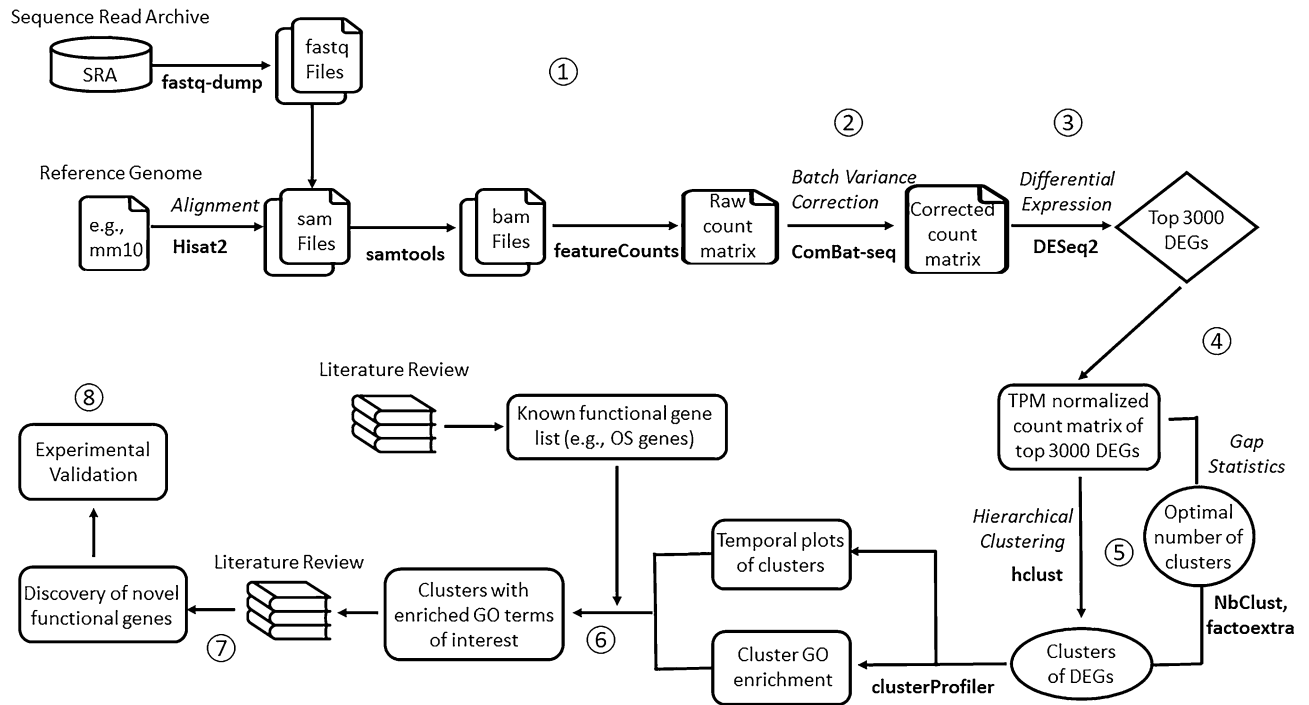 Sequence Read Archive
SRA
fastq-dump
fastq
Files
①
②
③
Reference Genome
e.g.,
mm10
Alignment
Hisat2
sam
Files
samtools
bam
Files
featureCounts
Raw
count
matrix
Batch Variance
Correction
ComBat-seq
Corrected
count
matrix
Differential
Expression
DESeq2
Top 3000
DEGs
④
TPM normalized
count matrix of
top 3000 DEGs
Gap
Statistics
Optimal
number of
clusters
NbClust,
factoextra
Hierarchical
Clustering
hclust
⑤
Clusters
of DEGs
clusterProfiler
Temporal plots
of clusters
Cluster GO
enrichment
Literature Review
Known functional gene
list (e.g., OS genes)
⑥
Clusters with
enriched GO terms
of interest
Literature Review
⑦
Discovery of novel
functional genes
⑧
Experimental
Validation